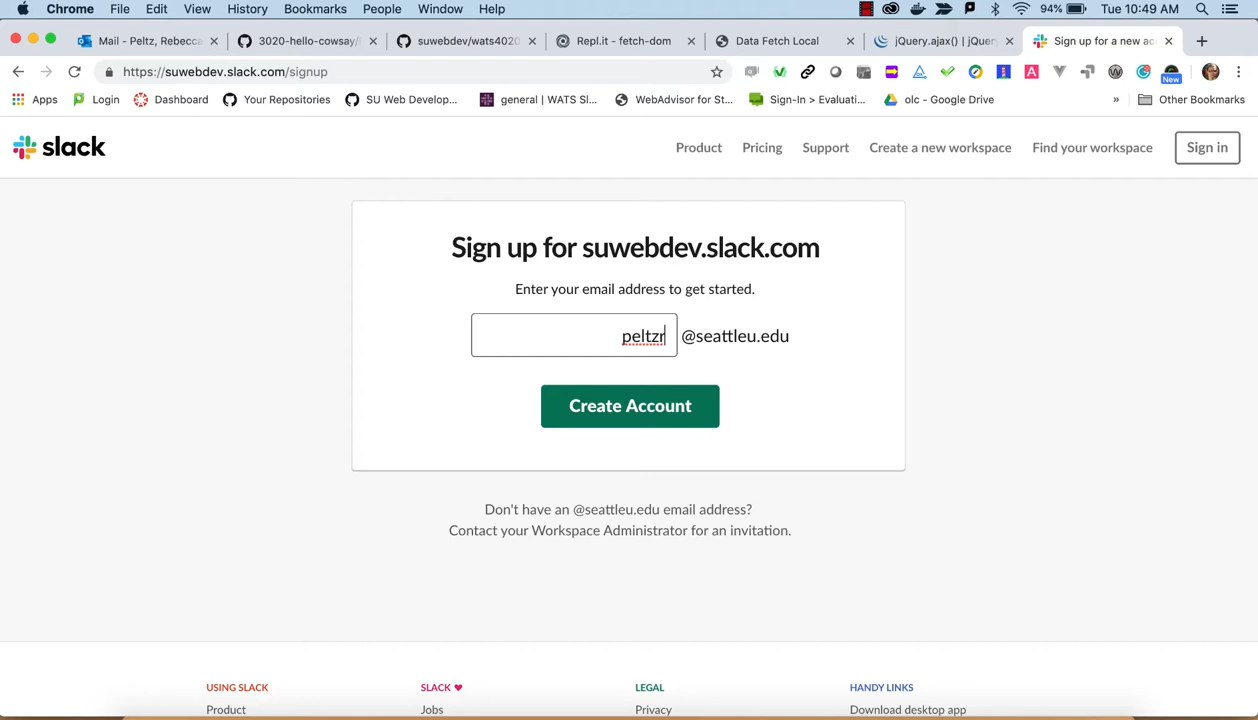 Chrome File Edit View History Bookmarks People Window Help 94% Tue 10:49 AM
Mail - Peltz, Rebecca 3020-hello-cowsay/ suwebdev/wats4020 Repl.it - fetch-dom Data Fetch Local jQuery.ajax() | jQuery Sign up for a new ac
https://suwebdev.slack.com/signup New
Apps Login Dashboard Your Repositories SU Web Develop... general | WATS Sl... WebAdvisor for St... Sign-In > Evaluati... olc - Google Drive » Other Bookmarks
slack Product Pricing Support Create a new workspace Find your workspace Sign in
Sign up for suwebdev.slack.com
Enter your email address to get started.
peltzr @seattleu.edu
Create Account
Don't have an @seattleu.edu email address?
Contact your Workspace Administrator for an invitation.
USING SLACK SLACK ♥ LEGAL HANDY LINKS
Product Jobs Privacy Download desktop app